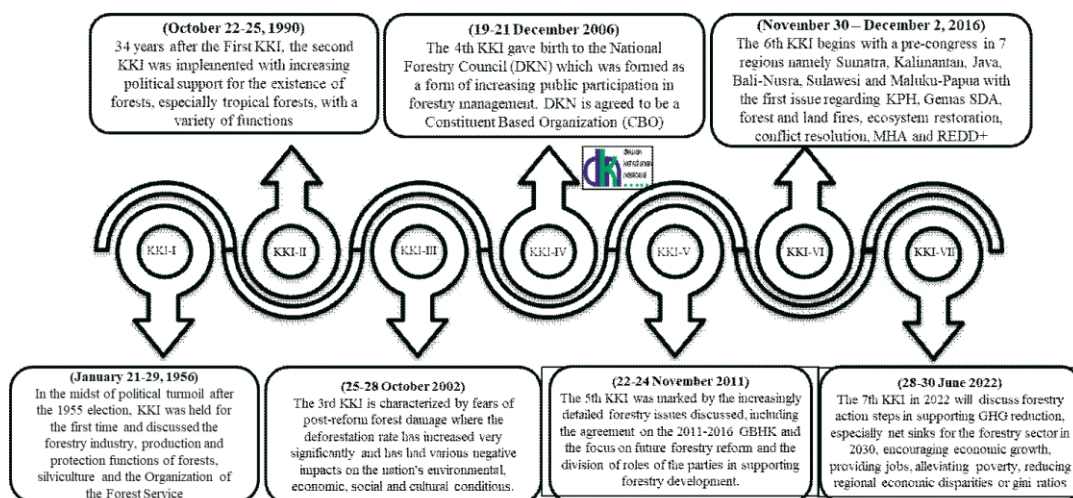 (October 22-25, 1990)
34 years after the First KKI, the second
KKI was implemented with increasing
political support for the existence of
forests, especially tropical forests, with a
variety of functions
(19-21 December 2006)
The 4th KKI gave birth to the National
Forestry Council (DKN) which was formed as
a form of increasing public participation in
forestry management. DKN is agreed to be a
Constituent Based Organization (CBO)
(November 30 – December 2, 2016)
The 6th KKI begins with a pre-congress in 7
regions namely Sumatra, Kalimantan, Java,
Bali-Nusra, Sulawesi and Maluku-Papua with
the first issue regarding KPH, Gemas SDA,
forest and land fires, ecosystem restoration,
conflict resolution, MHA and REDD+
dkn
dewan
kehutanan
nasional
KKI-I
KKI-II
KKI-III
KKI-IV
KKI-V
KKI-VI
KKI-VII
(January 21-29, 1956)
In the midst of political turmoil after
the 1955 election, KKI was held for
the first time and discussed the
forestry industry, production and
protection functions of forests,
silviculture and the Organization of
the Forest Service
(25-28 October 2002)
The 3rd KKI is characterized by fears of
post-reform forest damage where the
deforestation rate has increased very
significantly and has had various negative
impacts on the nation's environmental,
economic, social and cultural conditions.
(22-24 November 2011)
The 5th KKI was marked by the increasingly
detailed forestry issues discussed, including
the agreement on the 2011-2016 GBHK and
the focus on future forestry reform and the
division of roles of the parties in supporting
forestry development.
(28-30 June 2022)
The 7th KKI in 2022 will discuss forestry
action steps in supporting GHG reduction,
especially net sinks for the forestry sector in
2030, encouraging economic growth,
providing jobs, alleviating poverty, reducing
regional economic disparities or gini ratios